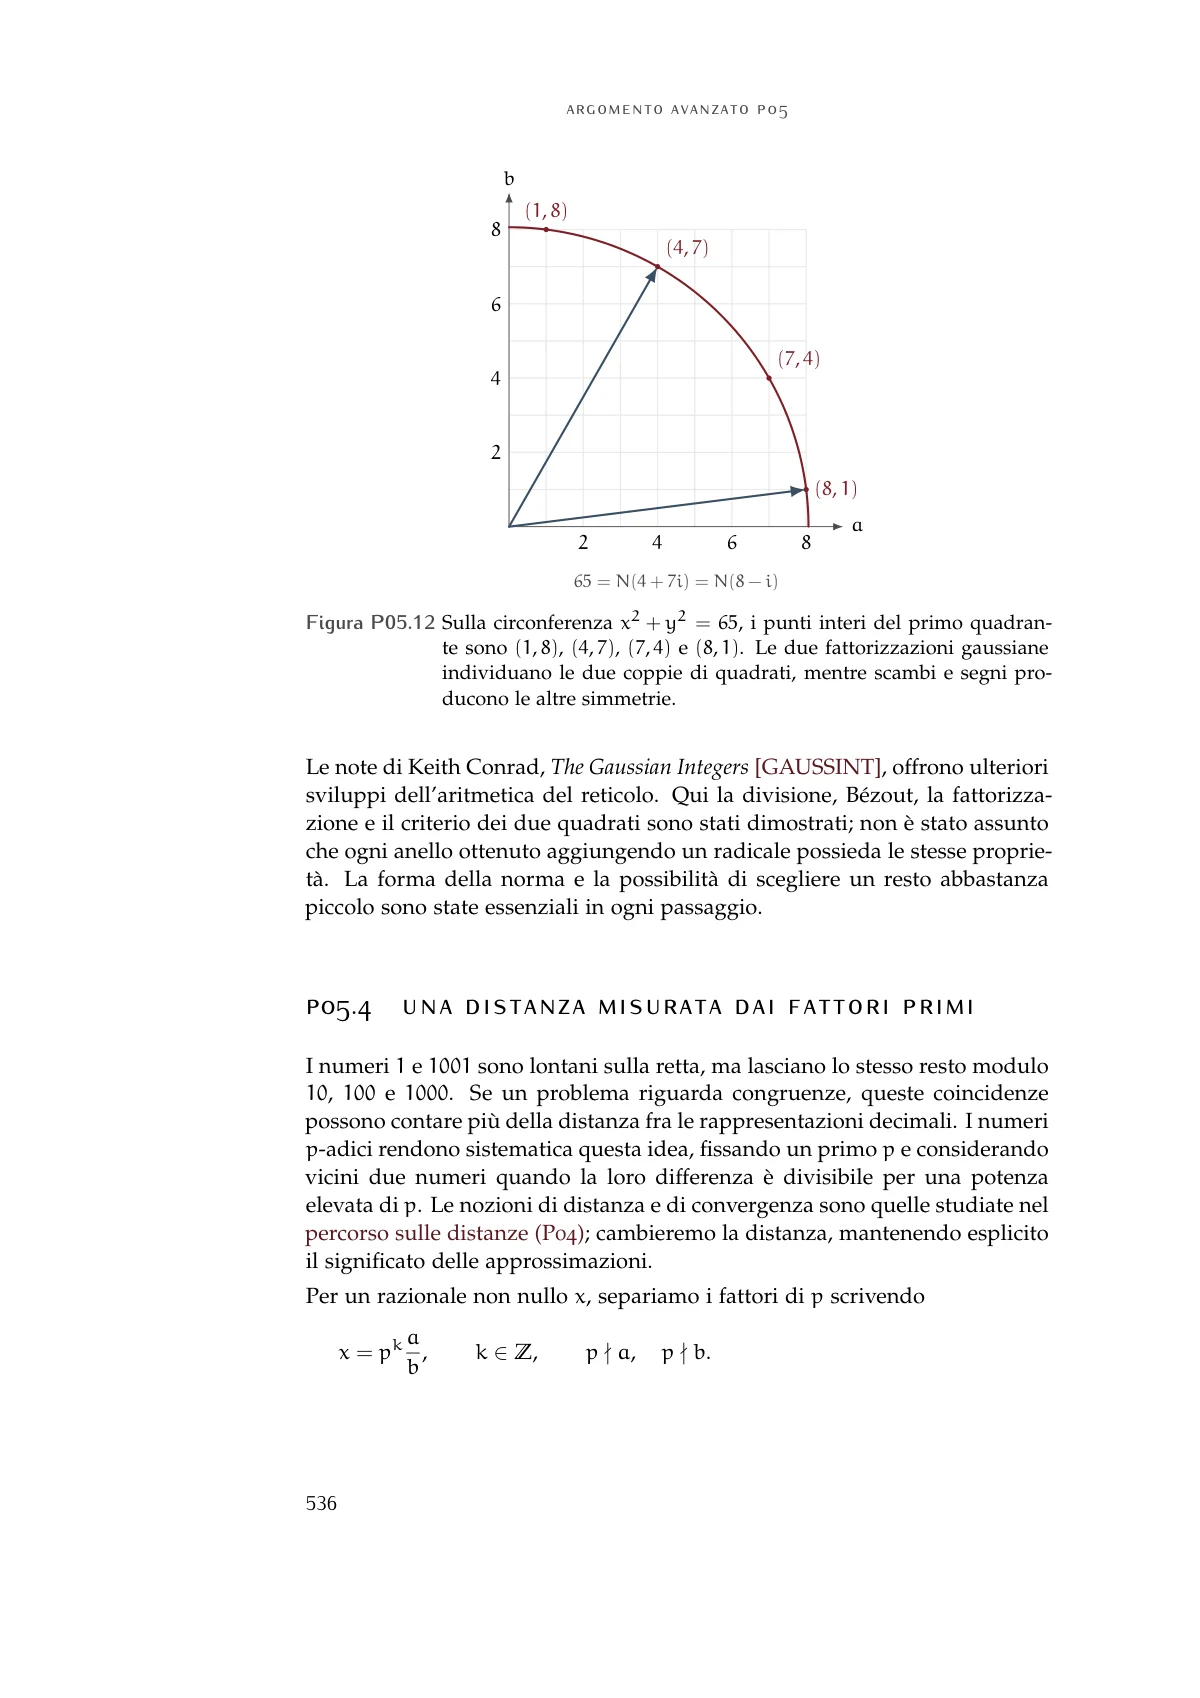 ARGOMENTO AVANZATO P05
b
(1, 8)
8
(4, 7)
6
(7, 4)
4
2
(8, 1)
a
2 4 6 8
65 = N(4 + 7i) = N(8 − i)
Figura P05.12 Sulla circonferenza x² + y² = 65, i punti interi del primo quadran-
te sono (1, 8), (4, 7), (7, 4) e (8, 1). Le due fattorizzazioni gaussiane
individuano le due coppie di quadrati, mentre scambi e segni pro-
ducono le altre simmetrie.
Le note di Keith Conrad, The Gaussian Integers [GAUSSINT], offrono ulteriori
sviluppi dell’aritmetica del reticolo. Qui la divisione, Bézout, la fattorizza-
zione e il criterio dei due quadrati sono stati dimostrati; non è stato assunto
che ogni anello ottenuto aggiungendo un radicale possieda le stesse proprie-
tà. La forma della norma e la possibilità di scegliere un resto abbastanza
piccolo sono state essenziali in ogni passaggio.
P05.4 UNA DISTANZA MISURATA DAI FATTORI PRIMI
I numeri 1 e 1001 sono lontani sulla retta, ma lasciano lo stesso resto modulo
10, 100 e 1000. Se un problema riguarda congruenze, queste coincidenze
possono contare più della distanza fra le rappresentazioni decimali. I numeri
p-adici rendono sistematica questa idea, fissando un primo p e considerando
vicini due numeri quando la loro differenza è divisibile per una potenza
elevata di p. Le nozioni di distanza e di convergenza sono quelle studiate nel
percorso sulle distanze (P04); cambieremo la distanza, mantenendo esplicito
il significato delle approssimazioni.
Per un razionale non nullo x, separiamo i fattori di p scrivendo
x = pᵏ a/b, k ∈ ℤ, p ∤ a, p ∤ b.
536